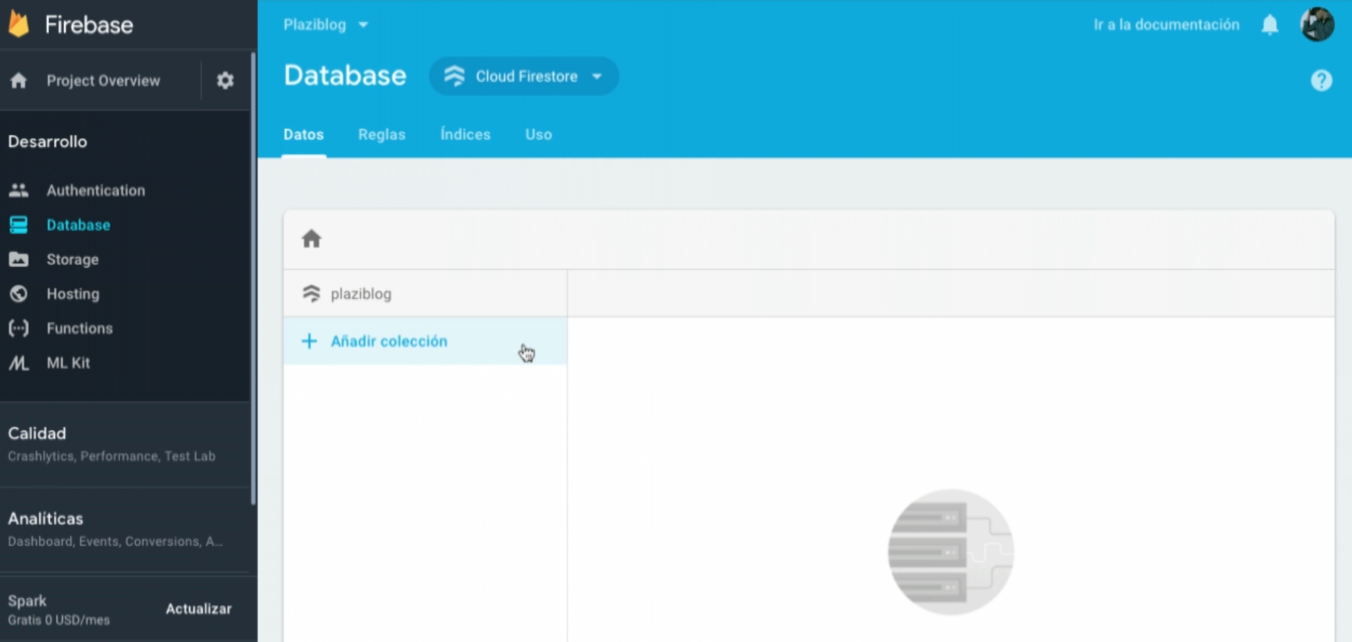 Firebase
Project Overview
Desarrollo
Authentication
Database
Storage
Hosting
Functions
ML Kit
Calidad
Crashlytics, Performance, Test Lab
Analíticas
Dashboard, Events, Conversions, A...
Spark
Gratis 0 USD/mes
Actualizar
Plaziblog
Ir a la documentación
Database
Cloud Firestore
?
Datos Reglas Índices Uso
plaziblog
+ Añadir colección